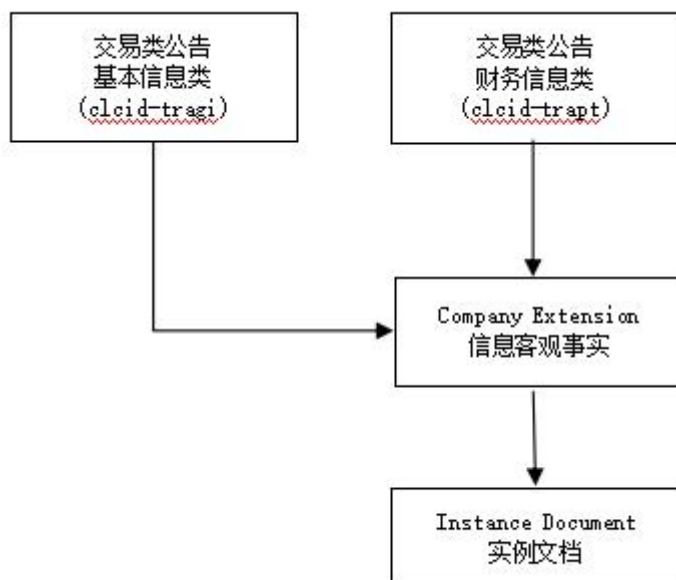 交易类公告
基本信息类
(clcid-tragi)
交易类公告
财务信息类
(clcid-trapt)
Company Extension
信息客观事实
Instance Document
实例文档